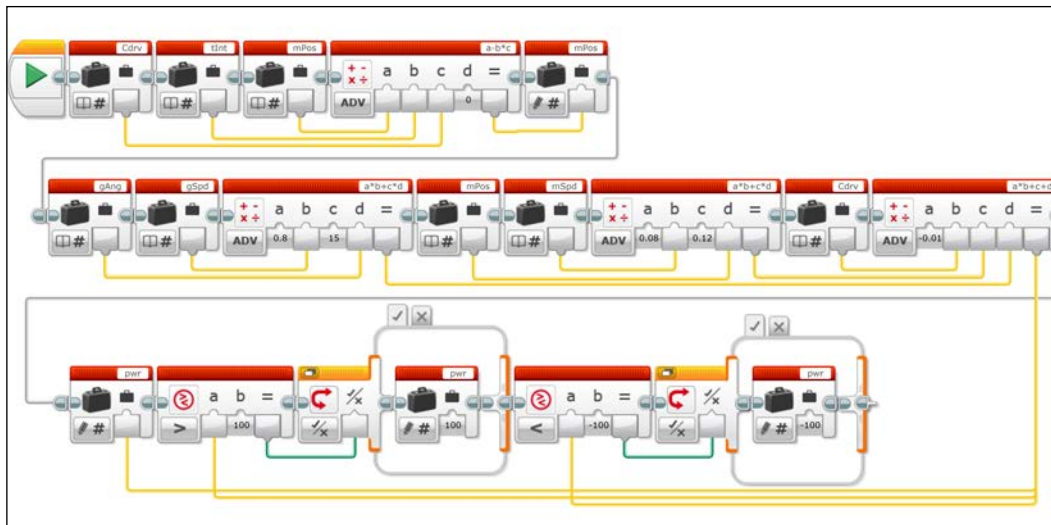 Cdrv tInt mPos a-b*c mPos
a b c d =
# # # ADV 0 #
gAng gSpd a*b+c*d mPos mSpd a*b+c*d Cdrv a*b+c+d
a b c d = a b c d = a b c d =
# # ADV 0.8 15 # # ADV 0.08 0.12 # ADV -0.01
pwr pwr pwr
a b = a b =
# > 100 # 100 < -100 # -100